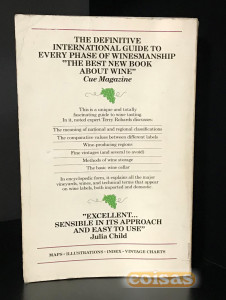 THE DEFINITIVE
INTERNATIONAL GUIDE TO
EVERY PHASE OF WINESMANSHIP
"THE BEST NEW BOOK
ABOUT WINE"
Cue Magazine
This is a unique and totally
fascinating guide to wine tasting.
In it, noted expert Terry Robards discusses:
The meaning of national and regional classifications
The comparative values between different labels
Wine-producing regions
Fine vintages (and several to avoid)
Methods of wine storage
The basic wine cellar
In encyclopedic form, it explains all the major
vineyards, wines, and technical terms that appear
on wine labels, both imported and domestic
"EXCELLENT...
SENSIBLE IN ITS APPROACH
AND EASY TO USE"
Julia Child
MAPS • ILLUSTRATIONS • INDEX • VINTAGE CHARTS
coisas